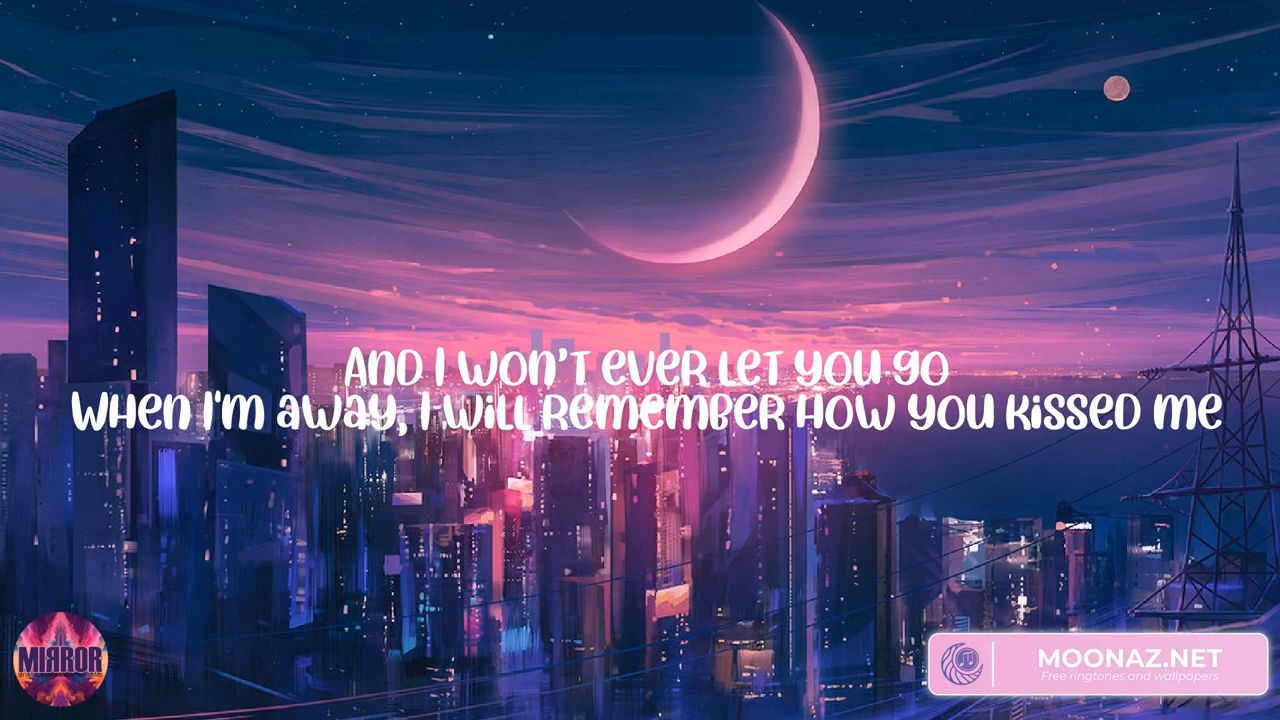 And I won't ever let you go
When I'm away, I will remember how you kissed me
MIRROR
MOONAZ.NET
Free ringtones and wallpapers